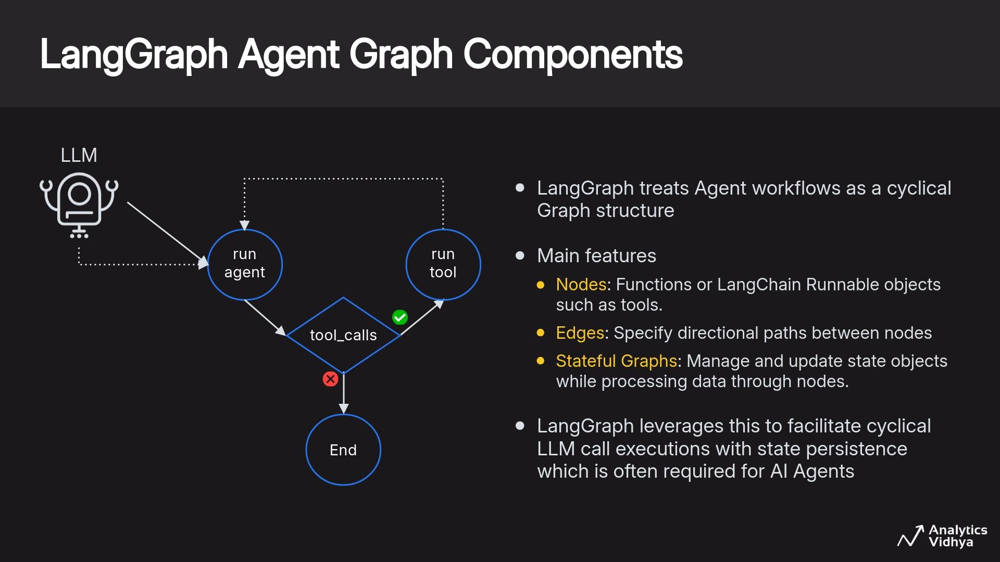 LangGraph Agent Graph Components
LLM
run
agent
run
tool
tool_calls
End
LangGraph treats Agent workflows as a cyclical
Graph structure
Main features
Nodes: Functions or LangChain Runnable objects
such as tools.
Edges: Specify directional paths between nodes
Stateful Graphs: Manage and update state objects
while processing data through nodes.
LangGraph leverages this to facilitate cyclical
LLM call executions with state persistence
which is often required for AI Agents
Analytics
Vidhya